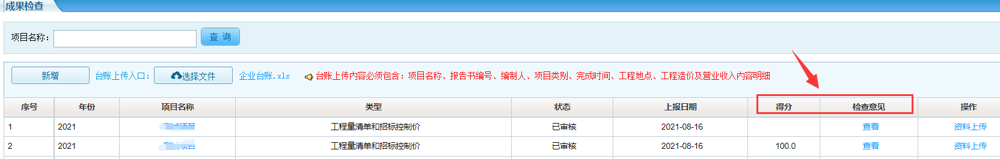 成果检查
项目名称： 查 询
新增 台账上传入口： 选择文件 企业台账.xls 台账上传内容必须包含：项目名称、报告书编号、编制人、项目类别、完成时间、工程地点、工程造价及营业收入内容明细
序号 年份 项目名称 类型 状态 上报日期 得分 检查意见 操作
1 2021 工程量清单和招标控制价 已审核 2021-08-16 查看 资料上传
2 2021 工程量清单和招标控制价 已审核 2021-08-16 100.0 查看 资料上传